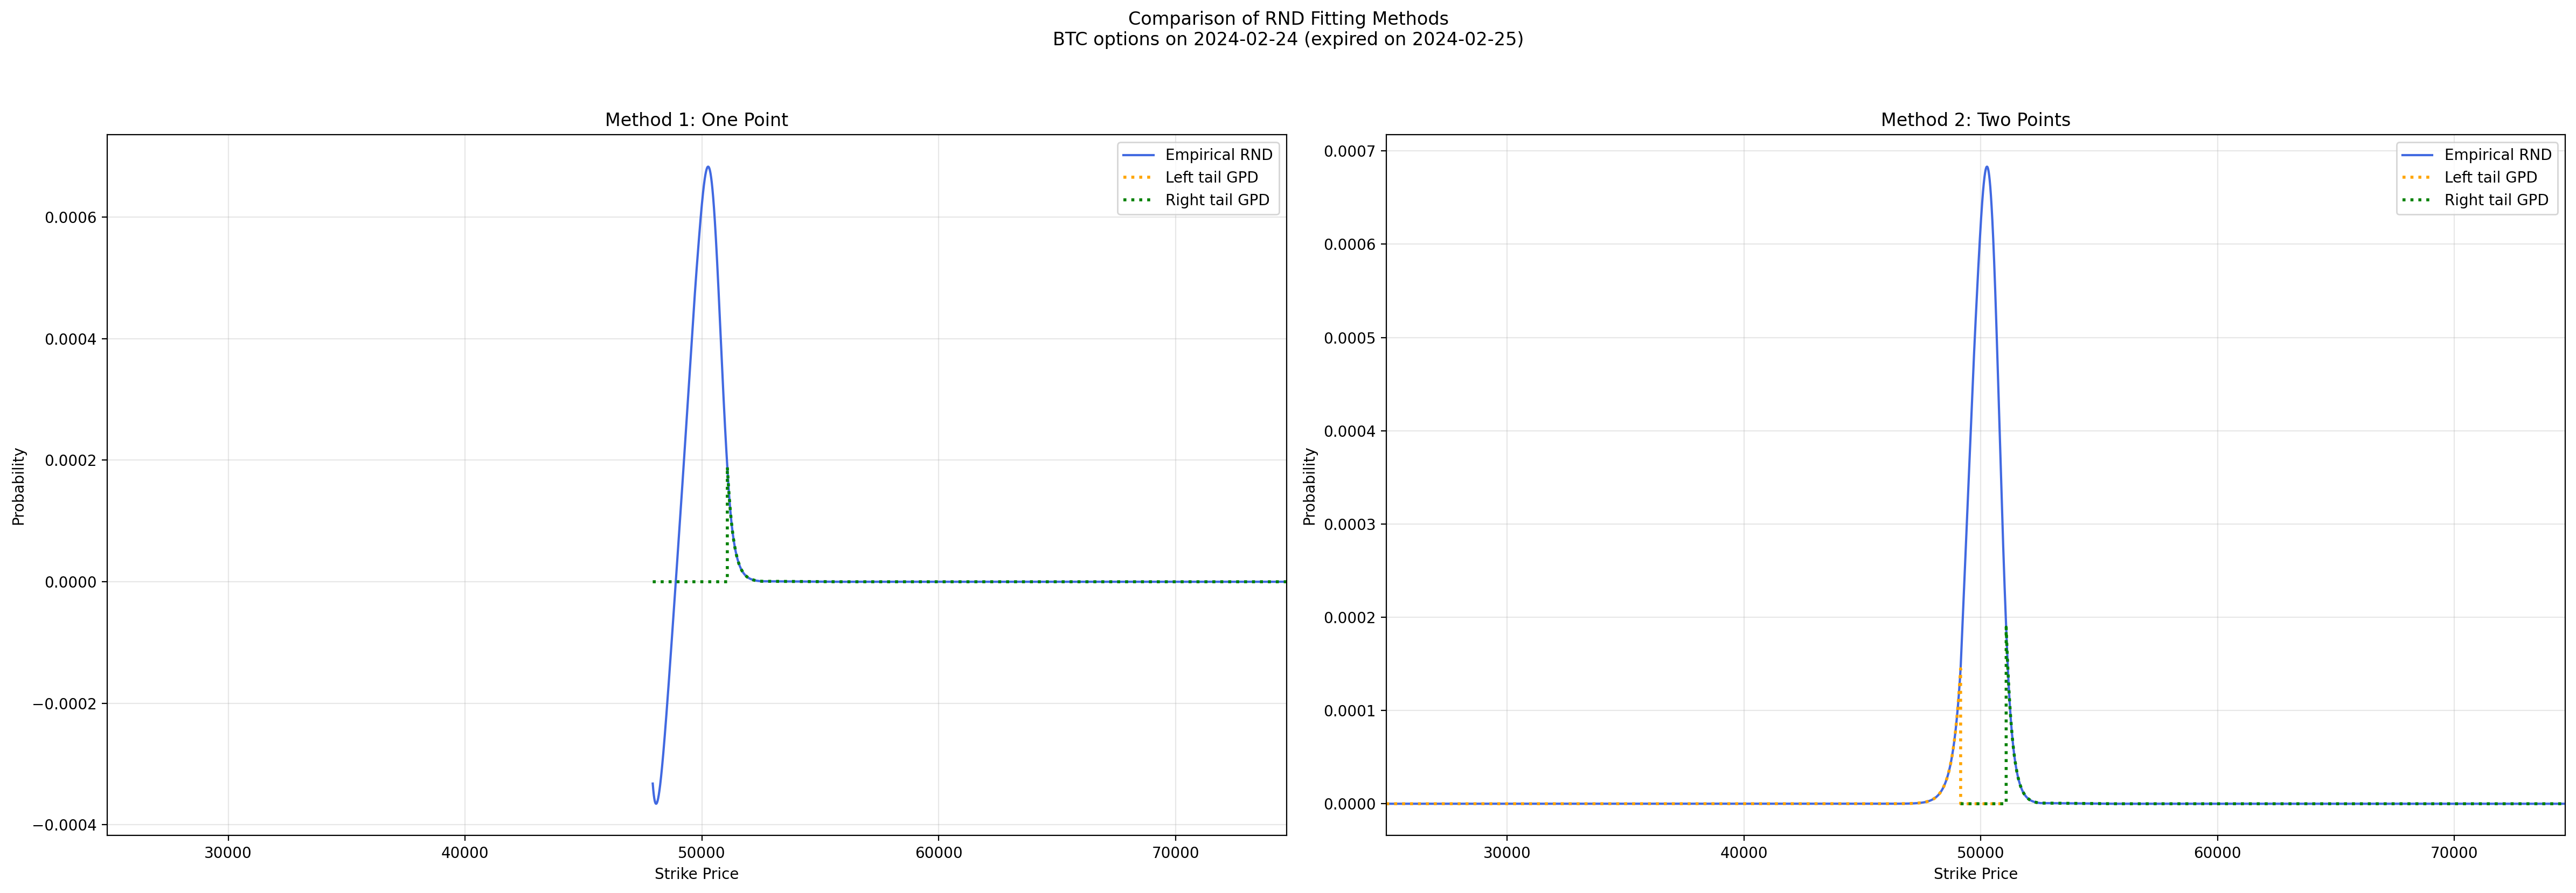 Comparison of RND Fitting Methods
BTC options on 2024-02-24 (expired on 2024-02-25)
Method 1: One Point
Empirical RND
Left tail GPD
Right tail GPD
0.0006
0.0004
0.0002
0.0000
−0.0002
−0.0004
Probability
30000
40000
50000
60000
70000
Strike Price
Method 2: Two Points
Empirical RND
Left tail GPD
Right tail GPD
0.0007
0.0006
0.0005
0.0004
0.0003
0.0002
0.0001
0.0000
Probability
30000
40000
50000
60000
70000
Strike Price